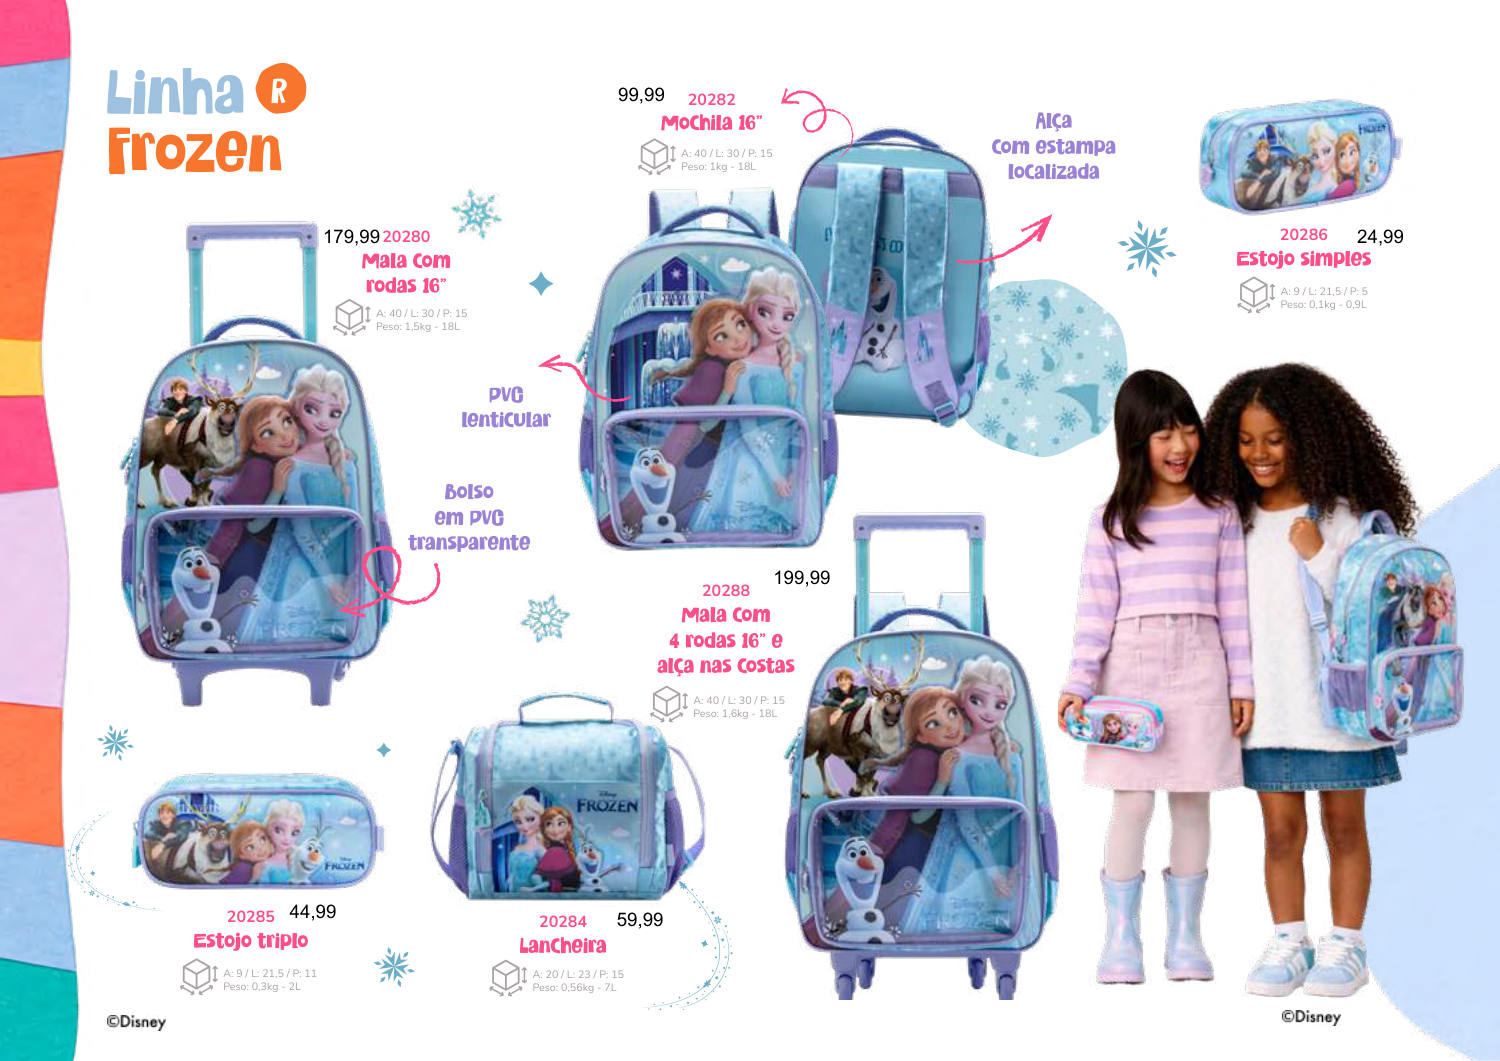 Linha R
Frozen
179,99 20280
Mala com
rodas 16”
A: 40 / L: 30 / P: 15
Peso: 1,5kg - 18L
99,99 20282
Mochila 16”
A: 40 / L: 30 / P: 15
Peso: 1kg - 18L
Alça
com estampa
localizada
FROZEN
20286 24,99
Estojo simples
A: 9 / L: 21,5 / P: 5
Peso: 0,1kg - 0,9L
PVC
lenticular
Bolso
em PVC
transparente
FROZEN
20288 199,99
Mala com
4 rodas 16” e
alça nas costas
A: 40 / L: 30 / P: 15
Peso: 1,6kg - 18L
Disney
FROZEN
FROZEN
20285 44,99
Estojo triplo
A: 9 / L: 21,5 / P: 11
Peso: 0,3kg - 2L
20284 59,99
Lancheira
A: 20 / L: 23 / P: 15
Peso: 0,56kg - 7L
©Disney
©Disney